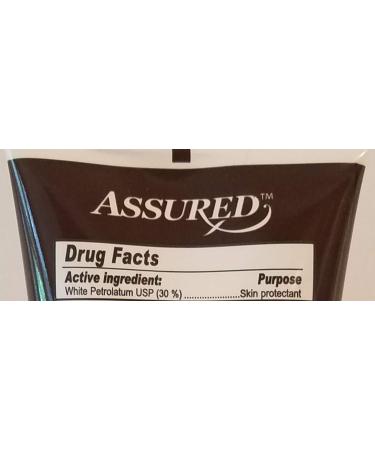 ASSURED™
Drug Facts
Active ingredient: Purpose
White Petrolatum USP (30 %)......................Skin protectant